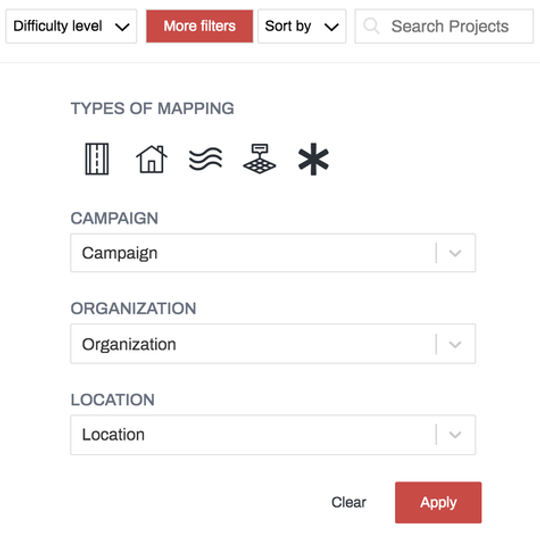 Difficulty level More filters Sort by Search Projects
TYPES OF MAPPING
CAMPAIGN
Campaign
ORGANIZATION
Organization
LOCATION
Location
Clear Apply